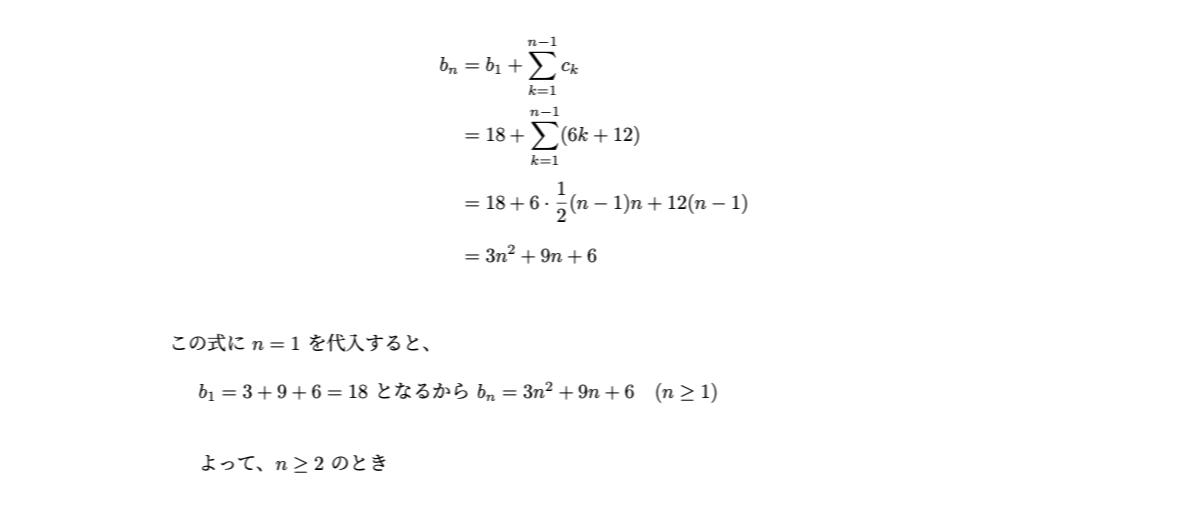 $b_n = b_1 + \sum_{k=1}^{n-1} c_k$
$= 18 + \sum_{k=1}^{n-1} (6k + 12)$
$= 18 + 6 \cdot \frac{1}{2}(n-1)n + 12(n-1)$
$= 3n^2 + 9n + 6$
この式に $n = 1$ を代入すると、
$b_1 = 3 + 9 + 6 = 18$ となるから $b_n = 3n^2 + 9n + 6 \quad (n \geq 1)$
よって、$n \geq 2$ のとき